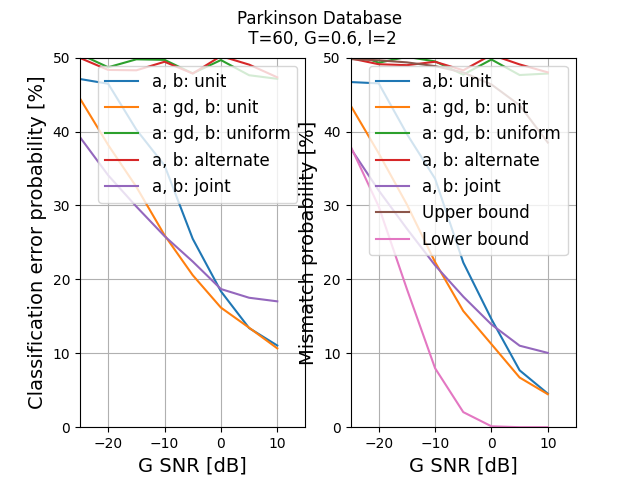 Parkinson Database
T=60, G=0.6, l=2
Classification error probability [%]
50
40
30
20
10
0
a, b: unit
a: gd, b: unit
a: gd, b: uniform
a, b: alternate
a, b: joint
−20
−10
0
10
G SNR [dB]
Mismatch probability [%]
50
40
30
20
10
0
a,b: unit
a: gd, b: unit
a: gd, b: uniform
a, b: alternate
a, b: joint
Upper bound
Lower bound
−20
−10
0
10
G SNR [dB]